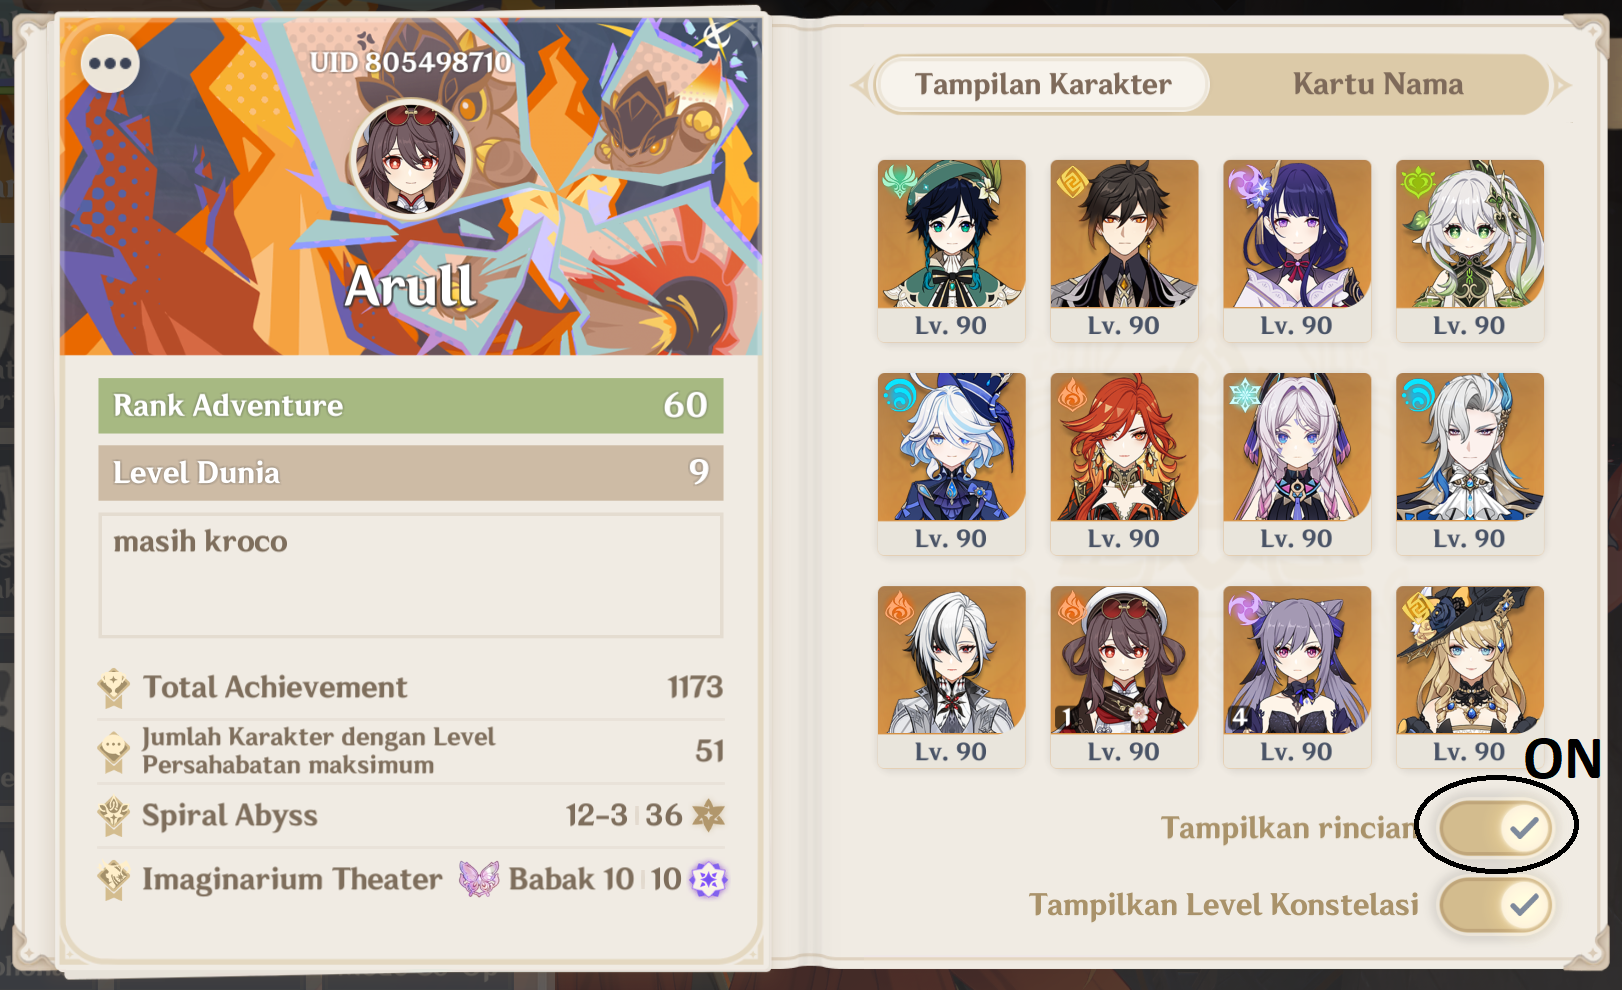 UID 805498710
Arull
Rank Adventure 60
Level Dunia 9
masih kroco
Total Achievement 1173
Jumlah Karakter dengan Level
Persahabatan maksimum 51
Spiral Abyss 12-3 36
Imaginarium Theater Babak 10 10
Tampilan Karakter Kartu Nama
Lv. 90 Lv. 90 Lv. 90 Lv. 90
Lv. 90 Lv. 90 Lv. 90 Lv. 90
1 4
Lv. 90 Lv. 90 Lv. 90 Lv. 90
ON
Tampilkan rincian
Tampilkan Level Konstelasi